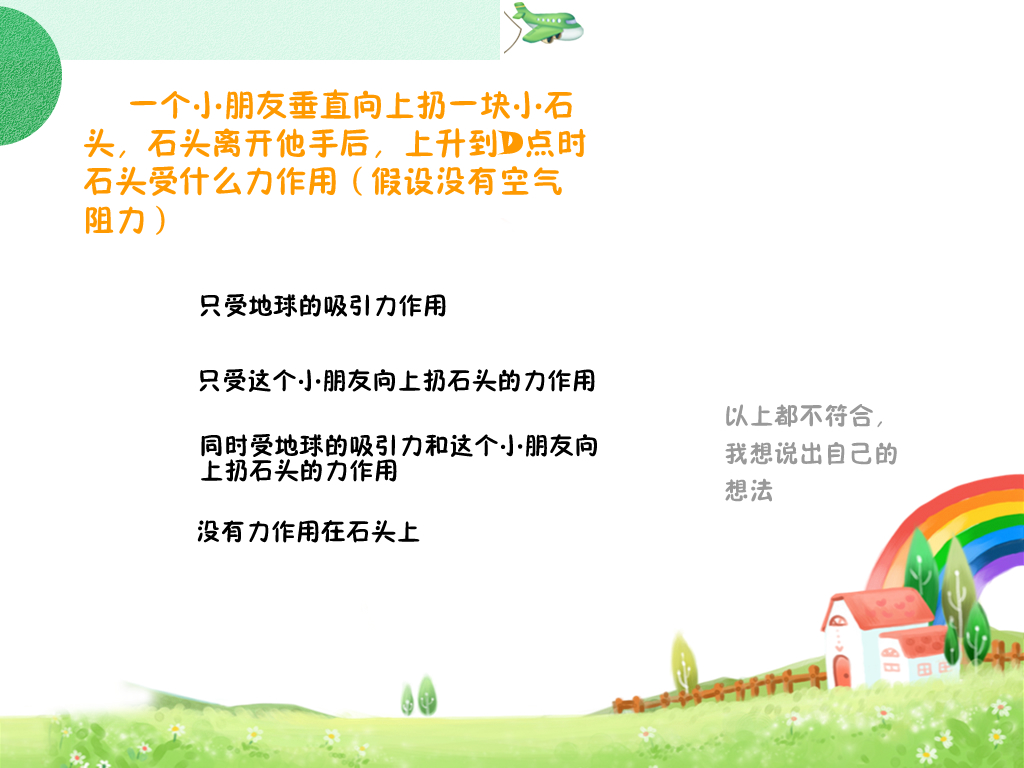 一个小朋友垂直向上扔一块小石
头，石头离开他手后，上升到D点时
石头受什么力作用（假设没有空气
阻力）
只受地球的吸引力作用
只受这个小朋友向上扔石头的力作用
同时受地球的吸引力和这个小朋友向
上扔石头的力作用
没有力作用在石头上
以上都不符合，
我想说出自己的
想法